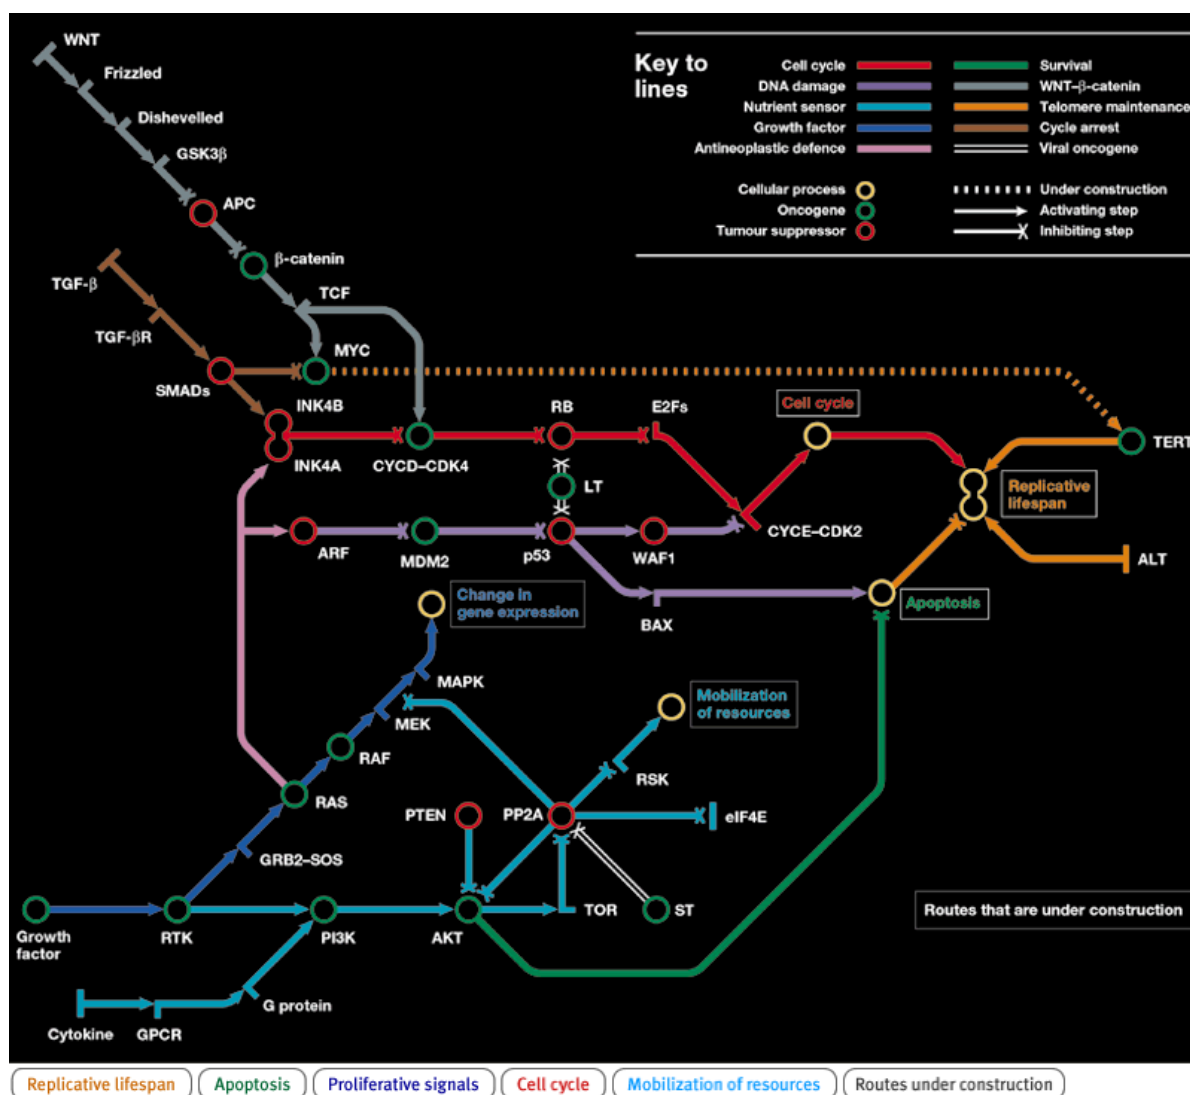 WNT
Frizzled
Dishevelled
GSK3β
APC
β-catenin
TCF
TGF-β
TGF-βR
SMADs
MYC
INK4B
INK4A
CYCD–CDK4
RB
E2Fs
Cell cycle
TERT
LT
Replicative
lifespan
ARF
MDM2
p53
WAF1
CYCE–CDK2
ALT
BAX
Apoptosis
Change in
gene expression
MAPK
MEK
RAF
RAS
GRB2–SOS
Mobilization
of resources
RSK
PTEN
PP2A
eIF4E
Growth
factor
RTK
PI3K
AKT
TOR
ST
Cytokine
GPCR
G protein
Key to
lines
Cell cycle
DNA damage
Nutrient sensor
Growth factor
Antineoplastic defence
Survival
WNT–β-catenin
Telomere maintenance
Cycle arrest
Viral oncogene
Cellular process
Oncogene
Tumour suppressor
Under construction
Activating step
Inhibiting step
Routes that are under construction
Replicative lifespan
Apoptosis
Proliferative signals
Cell cycle
Mobilization of resources
Routes under construction